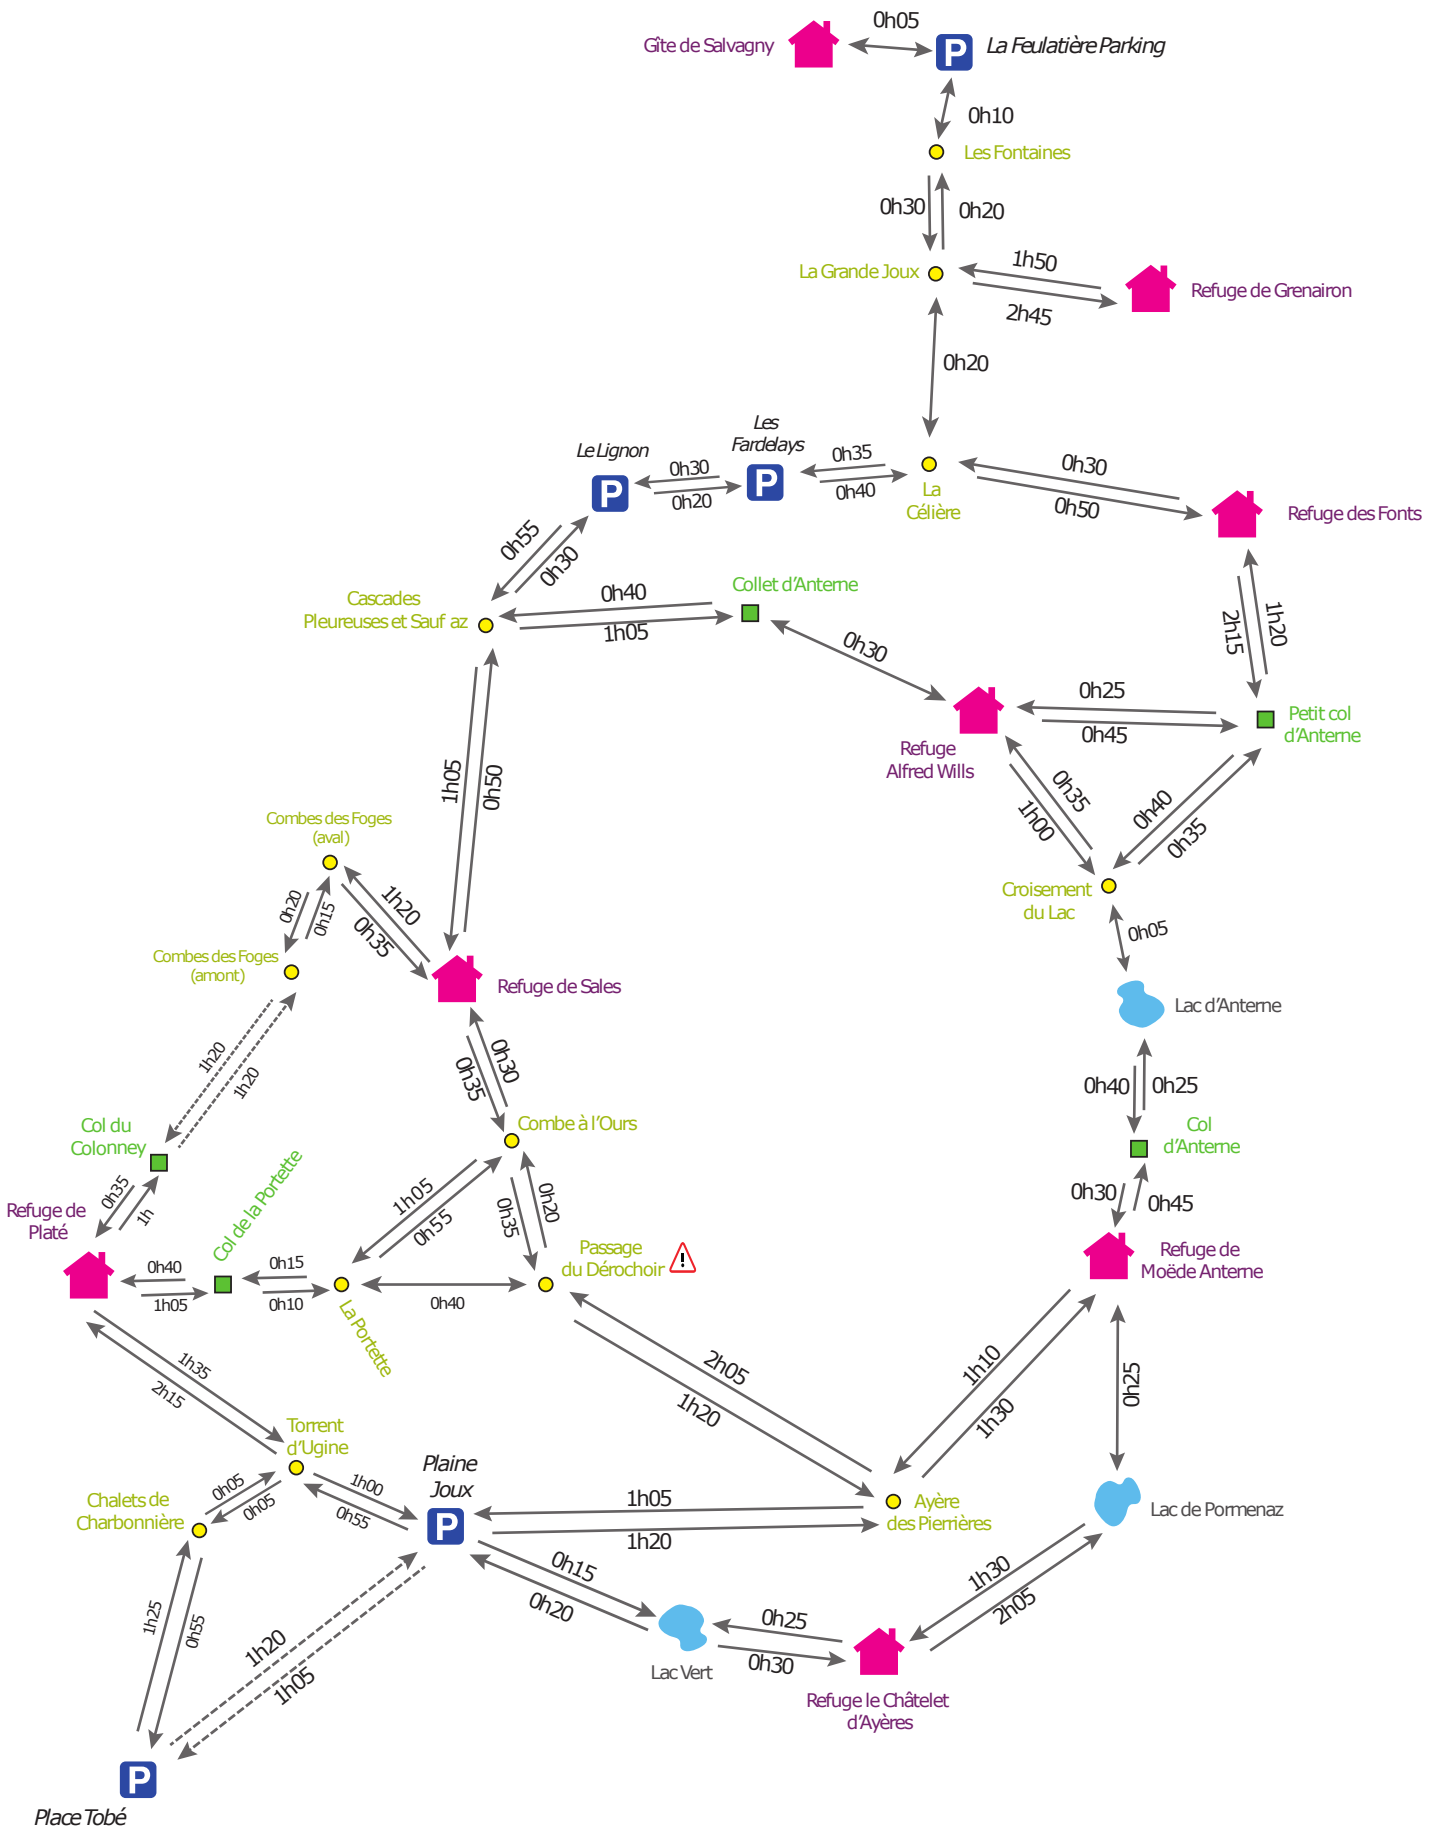 0h05
Gîte de Salvagny
La Feulatière Parking
0h10
Les Fontaines
0h30
0h20
La Grande Joux
1h50
2h45
Refuge de Grenairon
0h20
Les
Fardelays
Le Lignon
0h30
0h20
0h35
0h40
La
Célière
0h30
0h50
Refuge des Fonts
0h55
0h30
Cascades
Pleureuses et Sauf az
0h40
1h05
Collet d'Anterne
0h30
2h15
1h20
0h25
0h45
Petit col
d'Anterne
Refuge
Alfred Wills
0h35
1h00
0h40
0h35
1h05
0h50
Combes des Foges
(aval)
0h20
0h15
1h20
0h35
Croisement
du Lac
0h05
Combes des Foges
(amont)
Refuge de Sales
Lac d'Anterne
1h20
1h20
0h30
0h35
0h40
0h25
Col du
Colonney
Combe à l'Ours
Col
d'Anterne
0h35
1h
Col de la Portette
1h05
0h55
0h35
0h20
0h30
0h45
Refuge de
Platé
Passage
du Dérochoir
!
Refuge de
Moëde Anterne
0h40
1h05
0h15
0h10
0h40
La Portette
1h35
2h15
2h05
1h20
1h10
1h30
0h25
Torrent
d'Ugine
Plaine
Joux
1h00
0h55
0h05
0h05
Chalets de
Charbonnière
1h05
1h20
Ayère
des Pierrières
Lac de Pormenaz
0h15
0h20
1h30
2h05
1h25
0h55
1h20
1h05
0h25
0h30
Lac Vert
Refuge le Châtelet
d'Ayères
P
P
P
P
P
Place Tobé